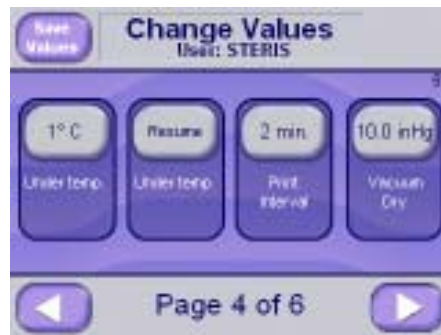 Save
Values
Change Values
User: STERIS
1° C
Resume
2 min.
10.0 inHg
Under temp
Under temp
Print
Interval
Vacuum
Dry
Page 4 of 6